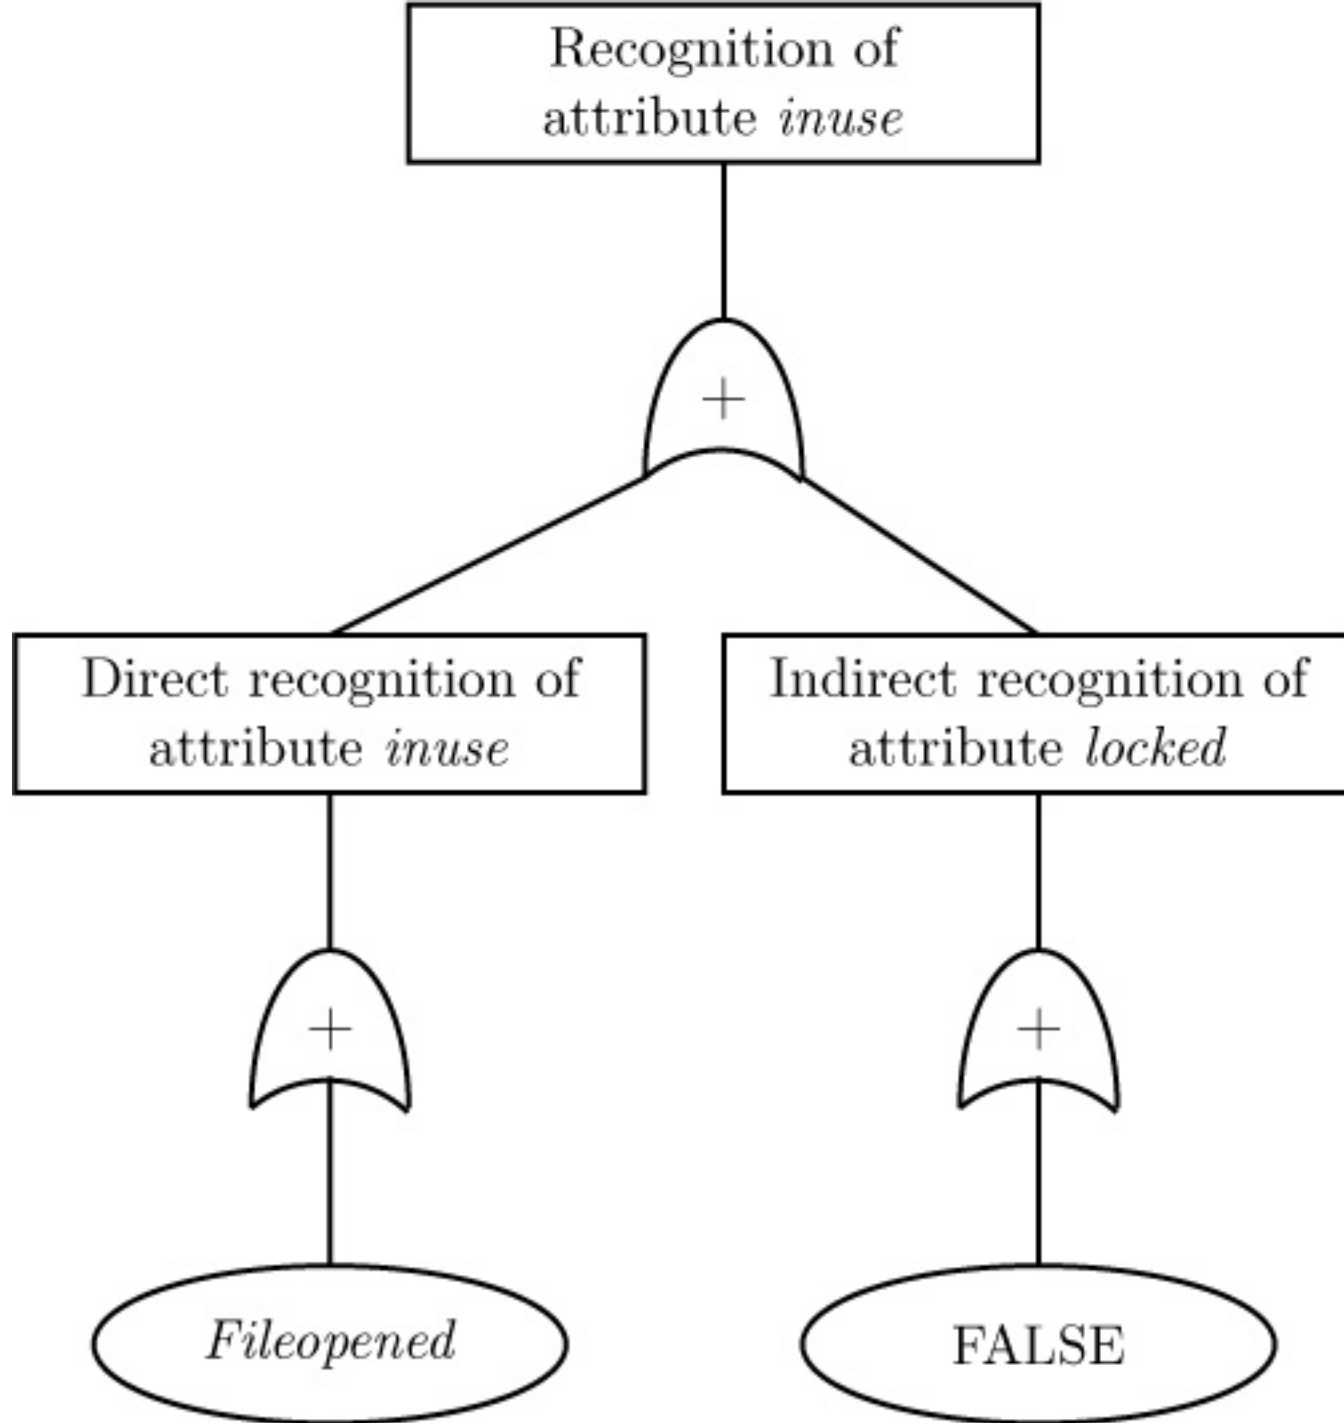 Recognition of
attribute inuse
+
Direct recognition of
attribute inuse
Indirect recognition of
attribute locked
+
+
Fileopened
FALSE